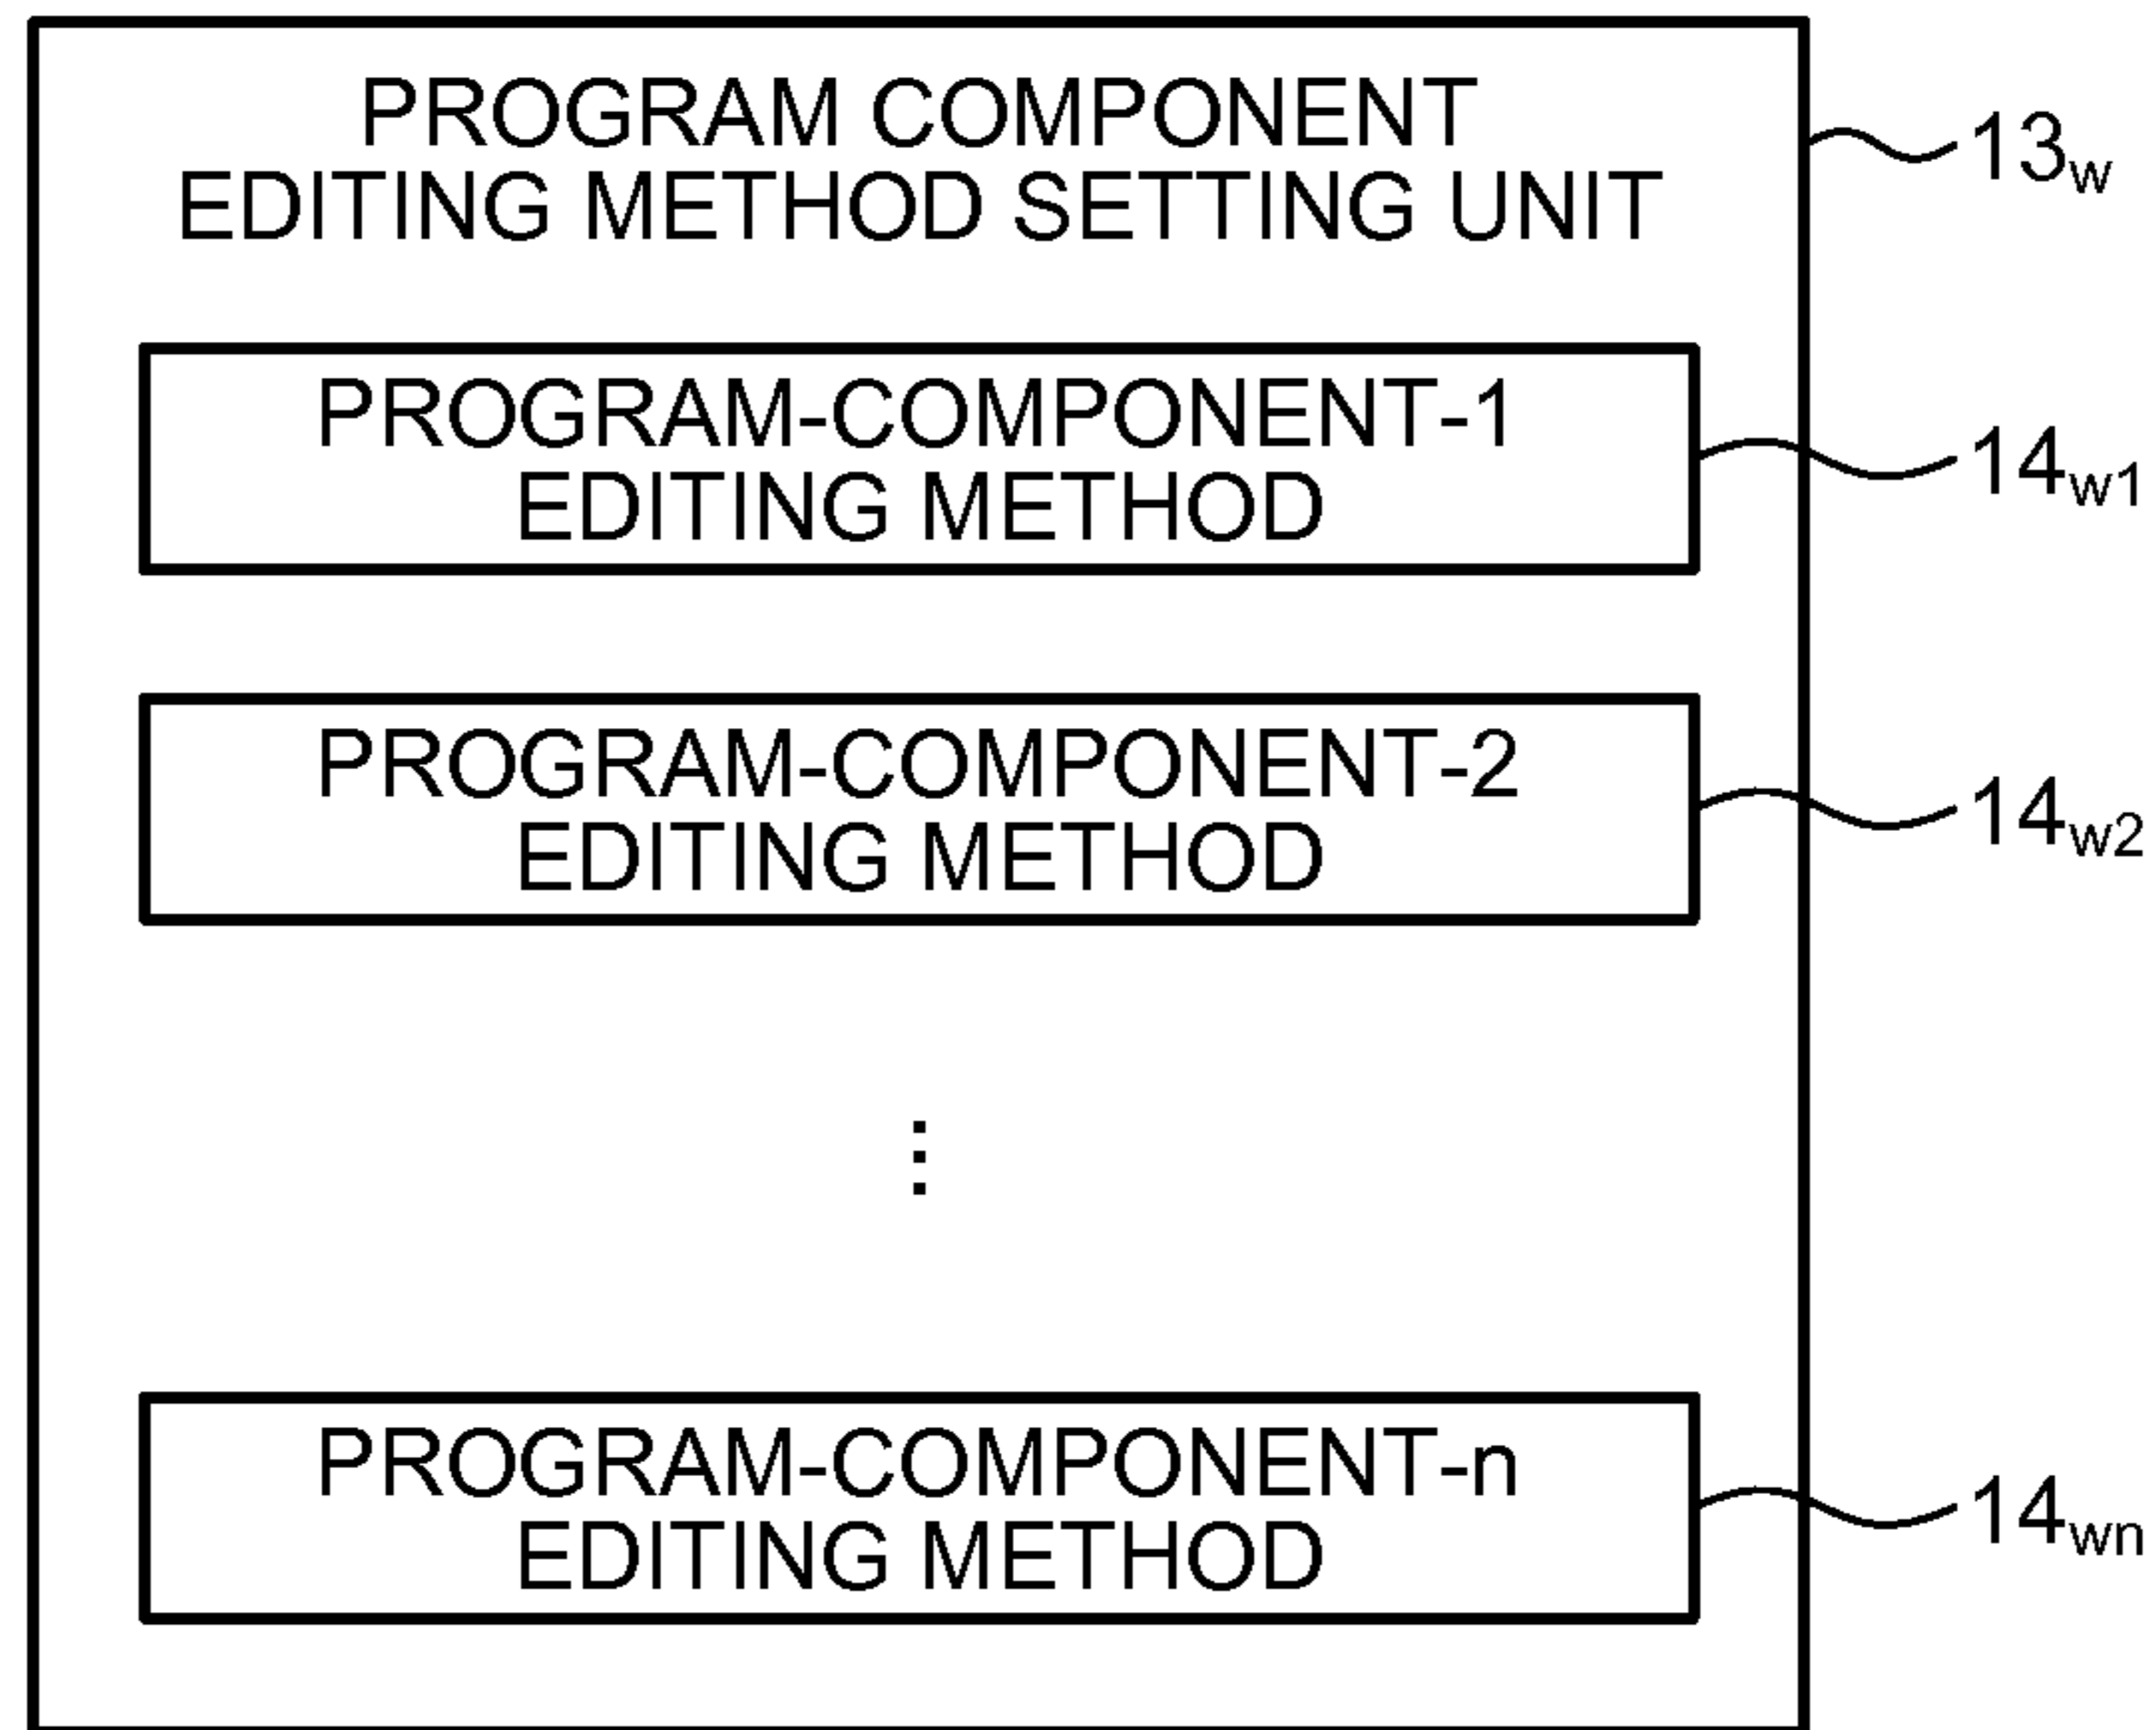 PROGRAM COMPONENT
EDITING METHOD SETTING UNIT
13w
PROGRAM-COMPONENT-1
EDITING METHOD
14w1
PROGRAM-COMPONENT-2
EDITING METHOD
14w2
⋮
PROGRAM-COMPONENT-n
EDITING METHOD
14wn